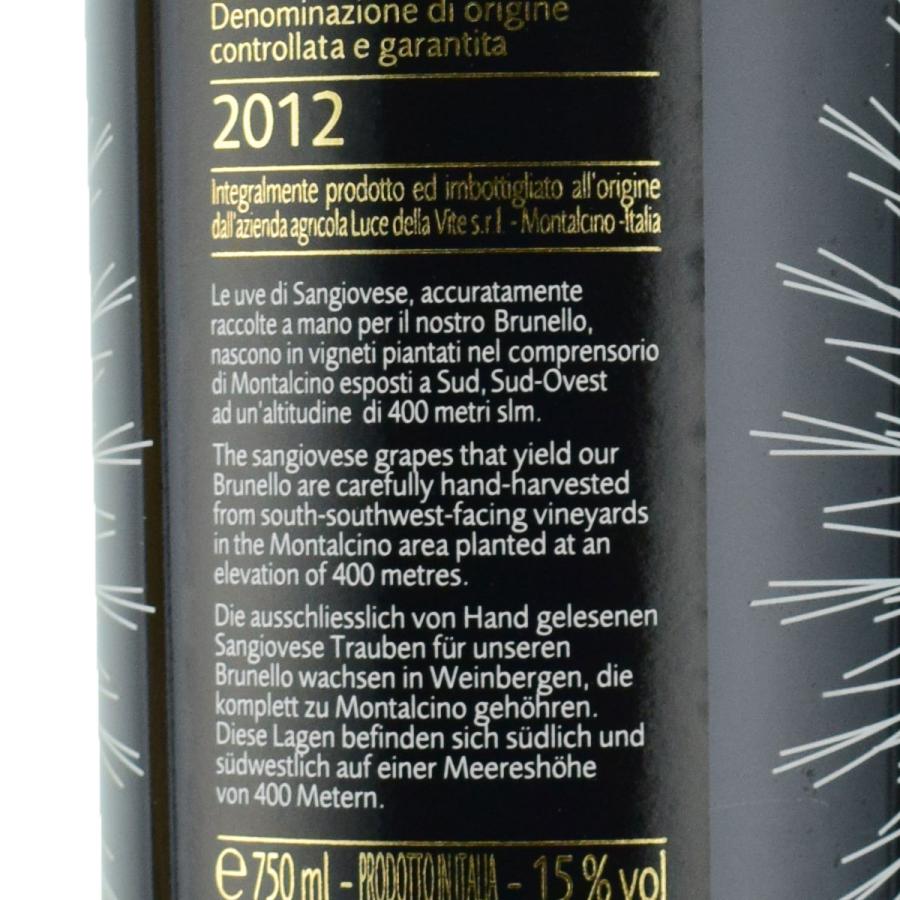 Denominazione di origine
controllata e garantita
2012
Integralmente prodotto ed imbottigliato all'origine
dall'azienda agricola Luce della Vite s.r.l. - Montalcino -Italia
Le uve di Sangiovese, accuratamente
raccolte a mano per il nostro Brunello,
nascono in vigneti piantati nel comprensorio
di Montalcino esposti a Sud, Sud-Ovest
ad un'altitudine di 400 metri slm.
The sangiovese grapes that yield our
Brunello are carefully hand-harvested
from south-southwest-facing vineyards
in the Montalcino area planted at an
elevation of 400 metres.
Die ausschliesslich von Hand gelesenen
Sangiovese Trauben für unseren
Brunello wachsen in Weinbergen, die
komplett zu Montalcino gehöhren.
Diese Lagen befinden sich südlich und
südwestlich auf einer Meereshöhe
von 400 Metern.
e 750 ml - PRODOTTO IN ITALIA - 15 % vol